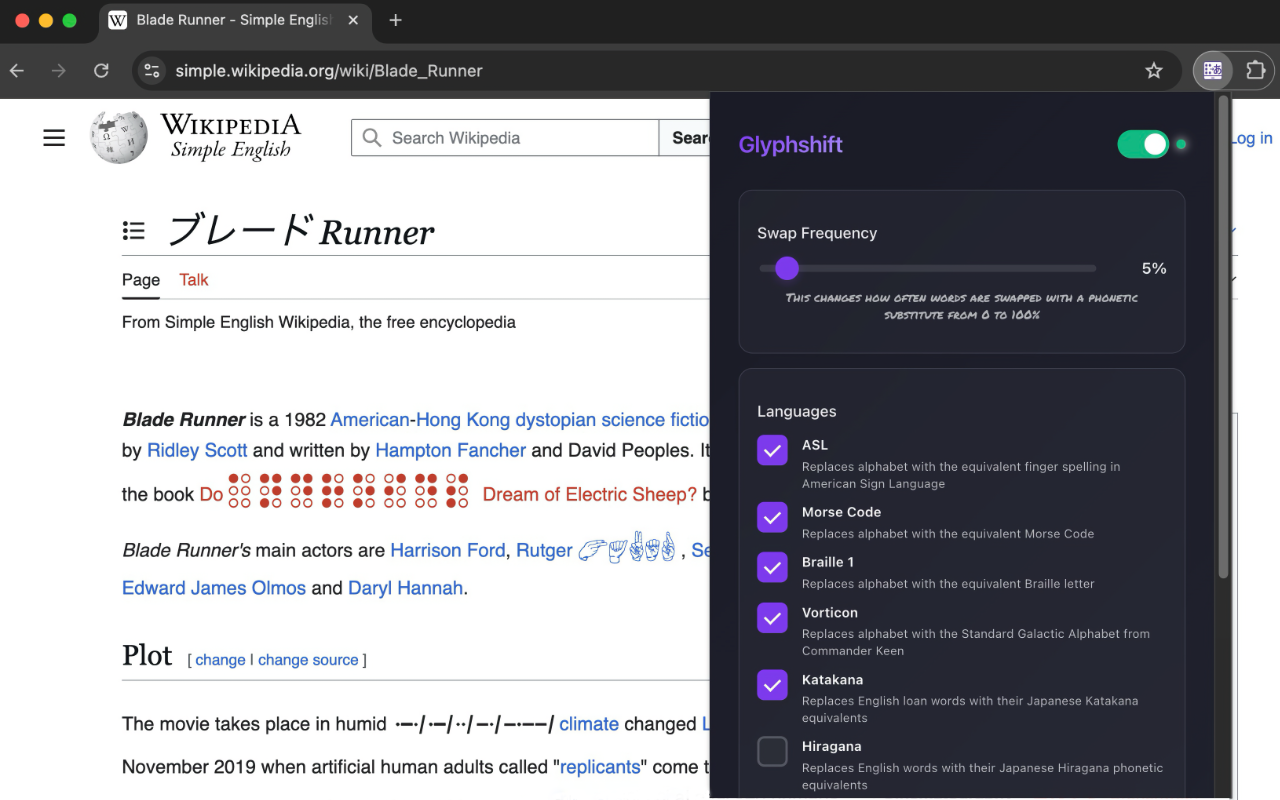 Blade Runner - Simple Englis
simple.wikipedia.org/wiki/Blade_Runner
WIKIPEDIA
Simple English
Search Wikipedia
Sear
Log in
ブレード Runner
Page Talk
From Simple English Wikipedia, the free encyclopedia
Blade Runner is a 1982 American-Hong Kong dystopian science fictio
by Ridley Scott and written by Hampton Fancher and David Peoples. It
the book Do ⠁⠝⠙⠗⠕⠊⠙⠎ Dream of Electric Sheep? b
Blade Runner's main actors are Harrison Ford, Rutger , Se
Edward James Olmos and Daryl Hannah.
Plot [ change | change source ]
The movie takes place in humid ·–·/·–/··/–·/–·––/ climate changed L
November 2019 when artificial human adults called "replicants" come t
Glyphshift
Swap Frequency
5%
This changes how often words are swapped with a phonetic
substitute from 0 to 100%
Languages
ASL
Replaces alphabet with the equivalent finger spelling in
American Sign Language
Morse Code
Replaces alphabet with the equivalent Morse Code
Braille 1
Replaces alphabet with the equivalent Braille letter
Vorticon
Replaces alphabet with the Standard Galactic Alphabet from
Commander Keen
Katakana
Replaces English loan words with their Japanese Katakana
equivalents
Hiragana
Replaces English words with their Japanese Hiragana phonetic
equivalents